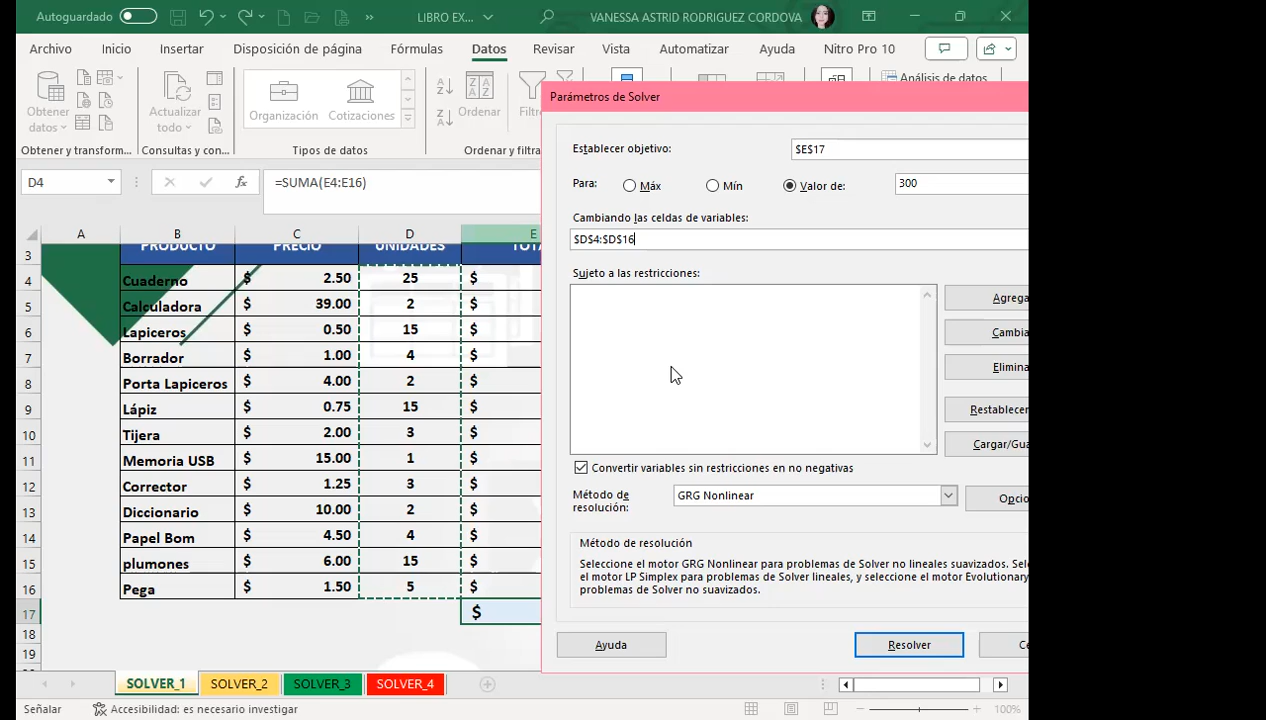 Autoguardado
LIBRO EX...
VANESSA ASTRID RODRIGUEZ CORDOVA
Archivo Inicio Insertar Disposición de página Fórmulas Datos Revisar Vista Automatizar Ayuda Nitro Pro 10
Obtener datos
Actualizar todo
Organización Cotizaciones
Ordenar
Análisis de datos
Obtener y transform... Consultas y con... Tipos de datos Ordenar y filtra
D4 fx =SUMA(E4:E16)
A B C D E
3 PRODUCTO PRECIO UNIDADES
4 Cuaderno $ 2.50 25 $
5 Calculadora $ 39.00 2 $
6 Lapiceros $ 0.50 15 $
7 Borrador $ 1.00 4 $
8 Porta Lapiceros $ 4.00 2 $
9 Lápiz $ 0.75 15 $
10 Tijera $ 2.00 3 $
11 Memoria USB $ 15.00 1 $
12 Corrector $ 1.25 3 $
13 Diccionario $ 10.00 2 $
14 Papel Bom $ 4.50 4 $
15 plumones $ 6.00 15 $
16 Pega $ 1.50 5 $
17 $
18
19
Parámetros de Solver
Establecer objetivo: $E$17
Para: Máx Mín Valor de: 300
Cambiando las celdas de variables:
$D$4:$D$16
Sujeto a las restricciones:
Agrega
Cambia
Elimina
Restablecer
Cargar/Gua
Convertir variables sin restricciones en no negativas
Método de resolución: GRG Nonlinear Opcio
Método de resolución
Seleccione el motor GRG Nonlinear para problemas de Solver no lineales suavizados. Sele
el motor LP Simplex para problemas de Solver lineales, y seleccione el motor Evolutionary
problemas de Solver no suavizados.
Ayuda Resolver Ce
SOLVER_1 SOLVER_2 SOLVER_3 SOLVER_4
Señalar Accesibilidad: es necesario investigar 100%